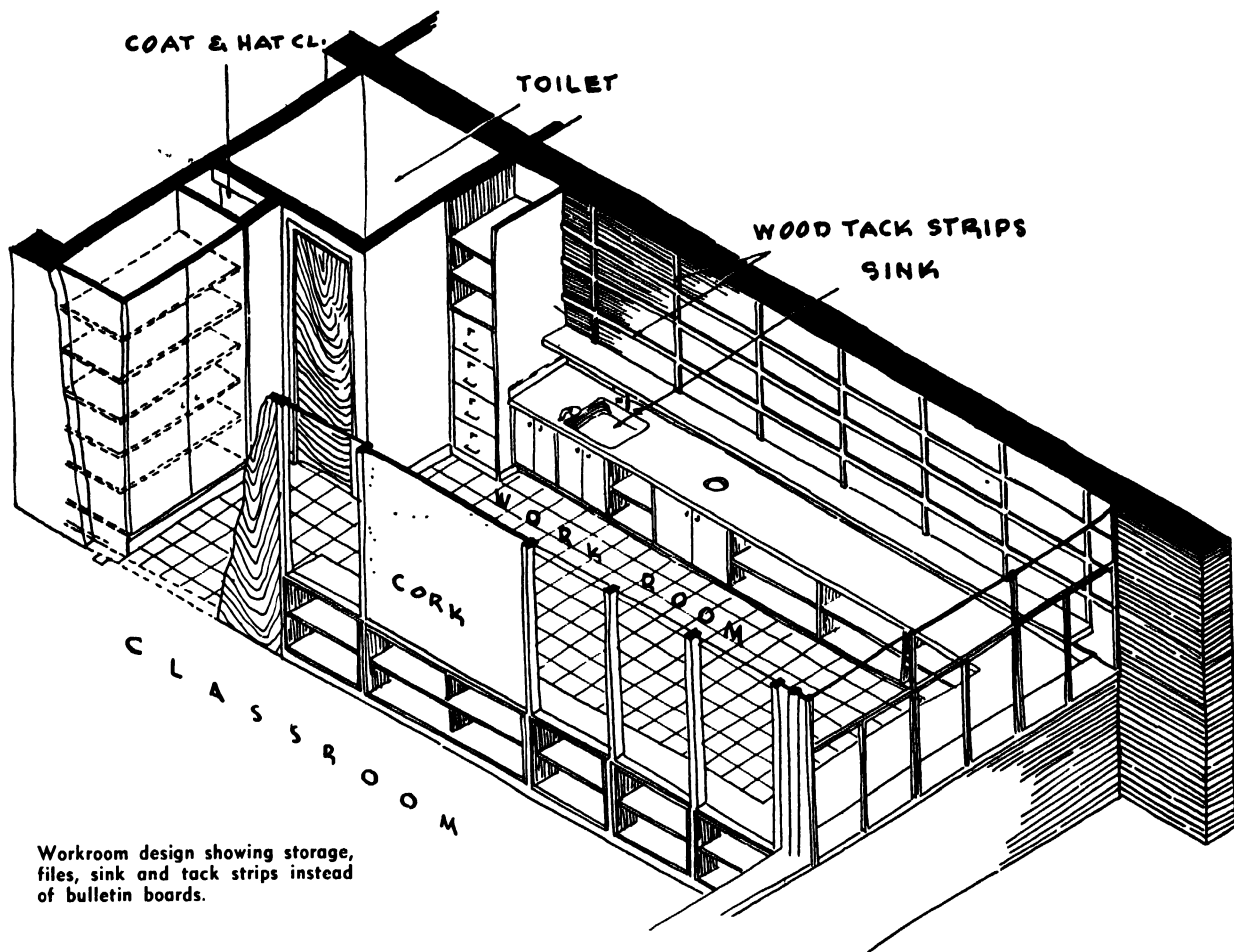 COAT & HAT CL.
TOILET
WOOD TACK STRIPS
SINK
WORK ROOM
CORK
CLASSROOM
Workroom design showing storage,
files, sink and tack strips instead
of bulletin boards.